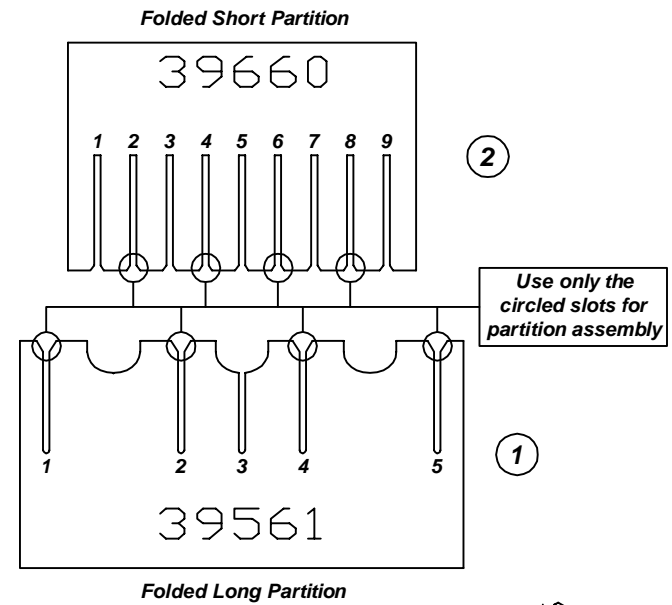 Folded Short Partition
39660
1 2 3 4 5 6 7 8 9
2
Use only the
circled slots for
partition assembly
1 2 3 4 5
1
39561
Folded Long Partition